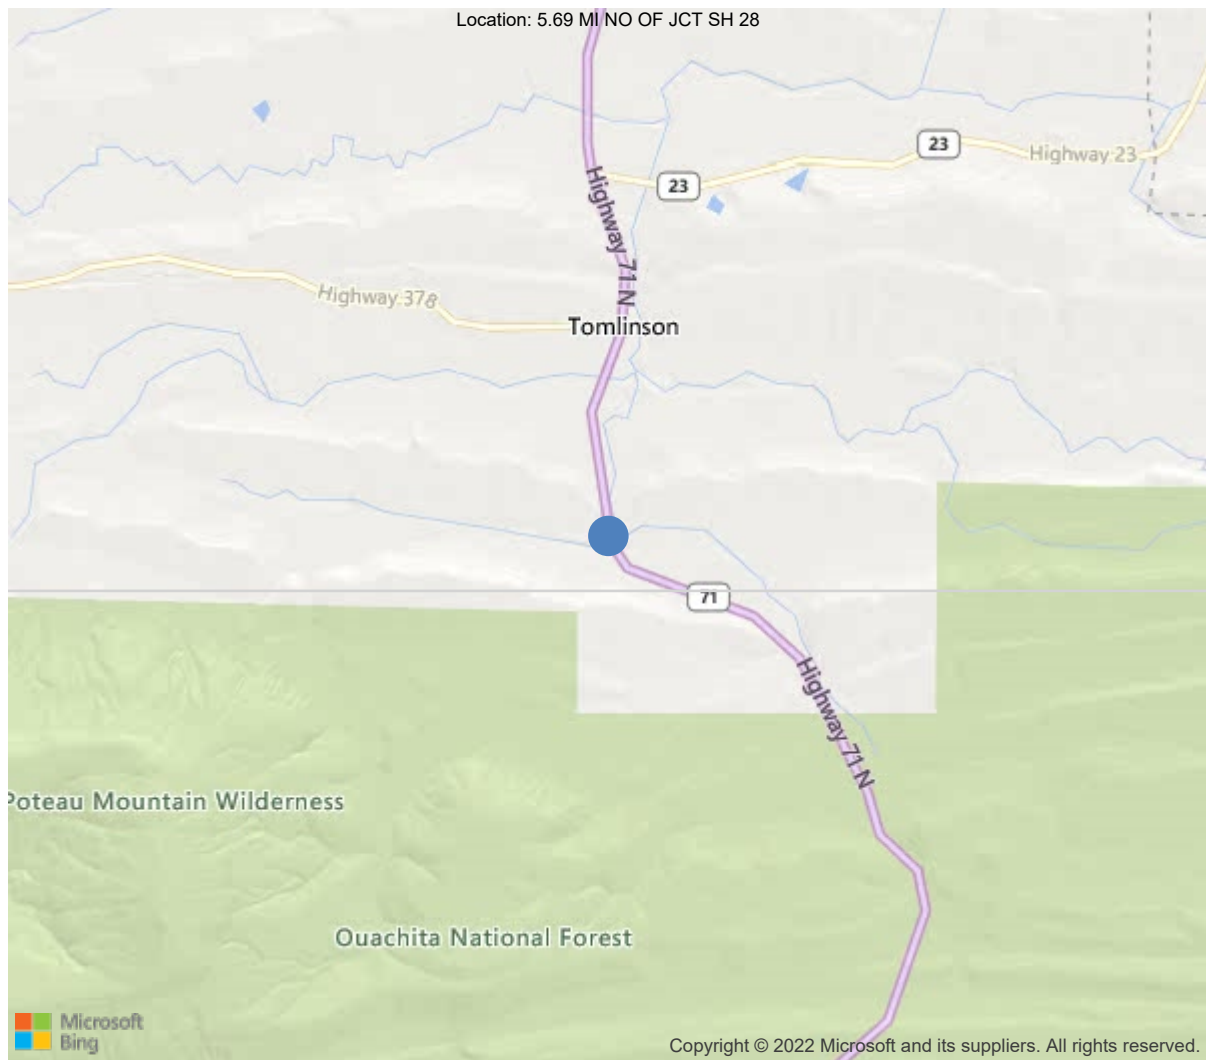 Location: 5.69 MI NO OF JCT SH 28
23
Highway 23
23
Highway 71 N
Highway 378
Tomlinson
71
Highway 71 N
Poteau Mountain Wilderness
Ouachita National Forest
Microsoft
Bing
Copyright © 2022 Microsoft and its suppliers. All rights reserved.